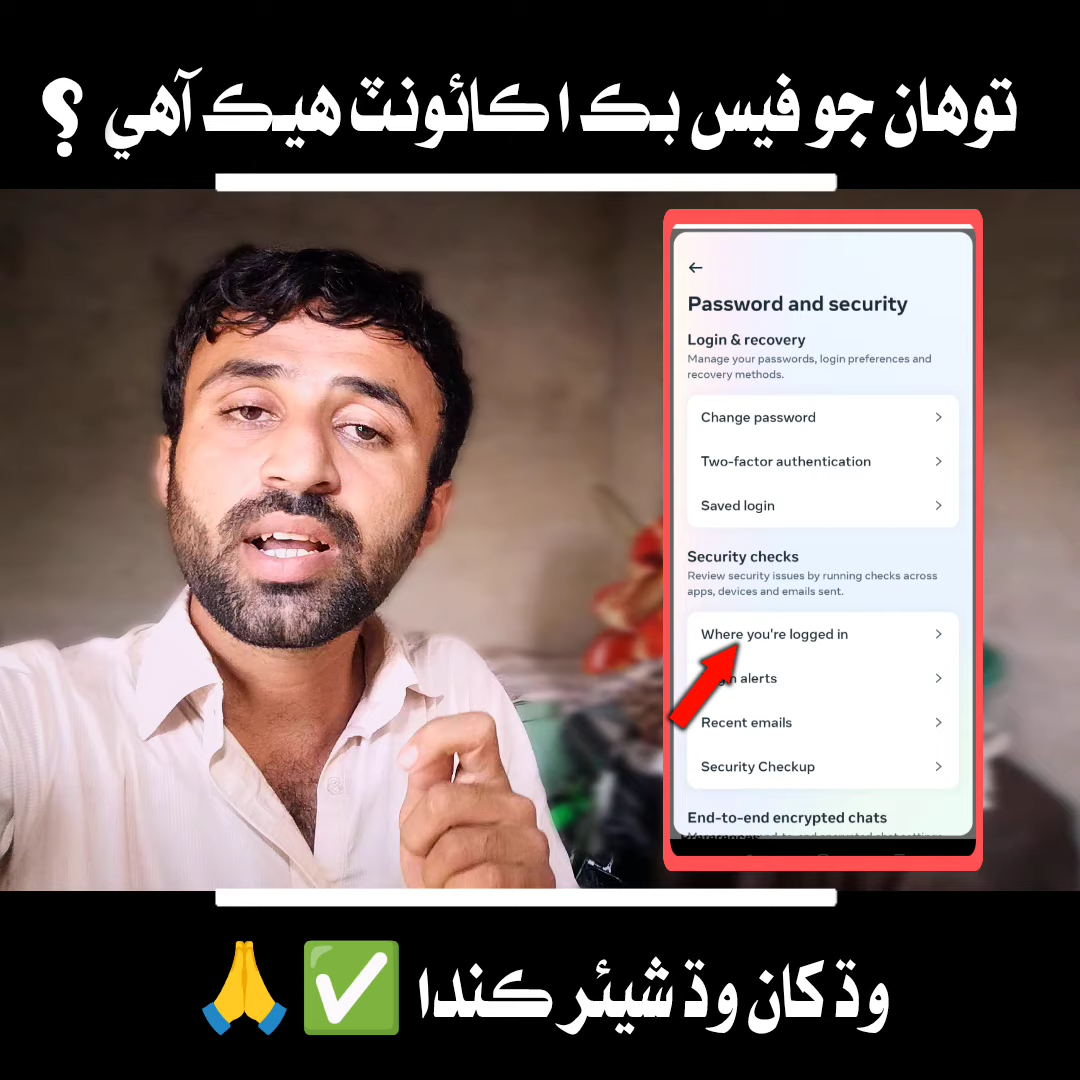 توهان جو فيس بڪ اڪائونٽ هيڪ آهي ؟
Password and security
Login & recovery
Manage your passwords, login preferences and
recovery methods.
Change password
Two-factor authentication
Saved login
Security checks
Review security issues by running checks across
apps, devices and emails sent.
Where you're logged in
alerts
Recent emails
Security Checkup
End-to-end encrypted chats
وڌ کان وڌ شيئر ڪندا